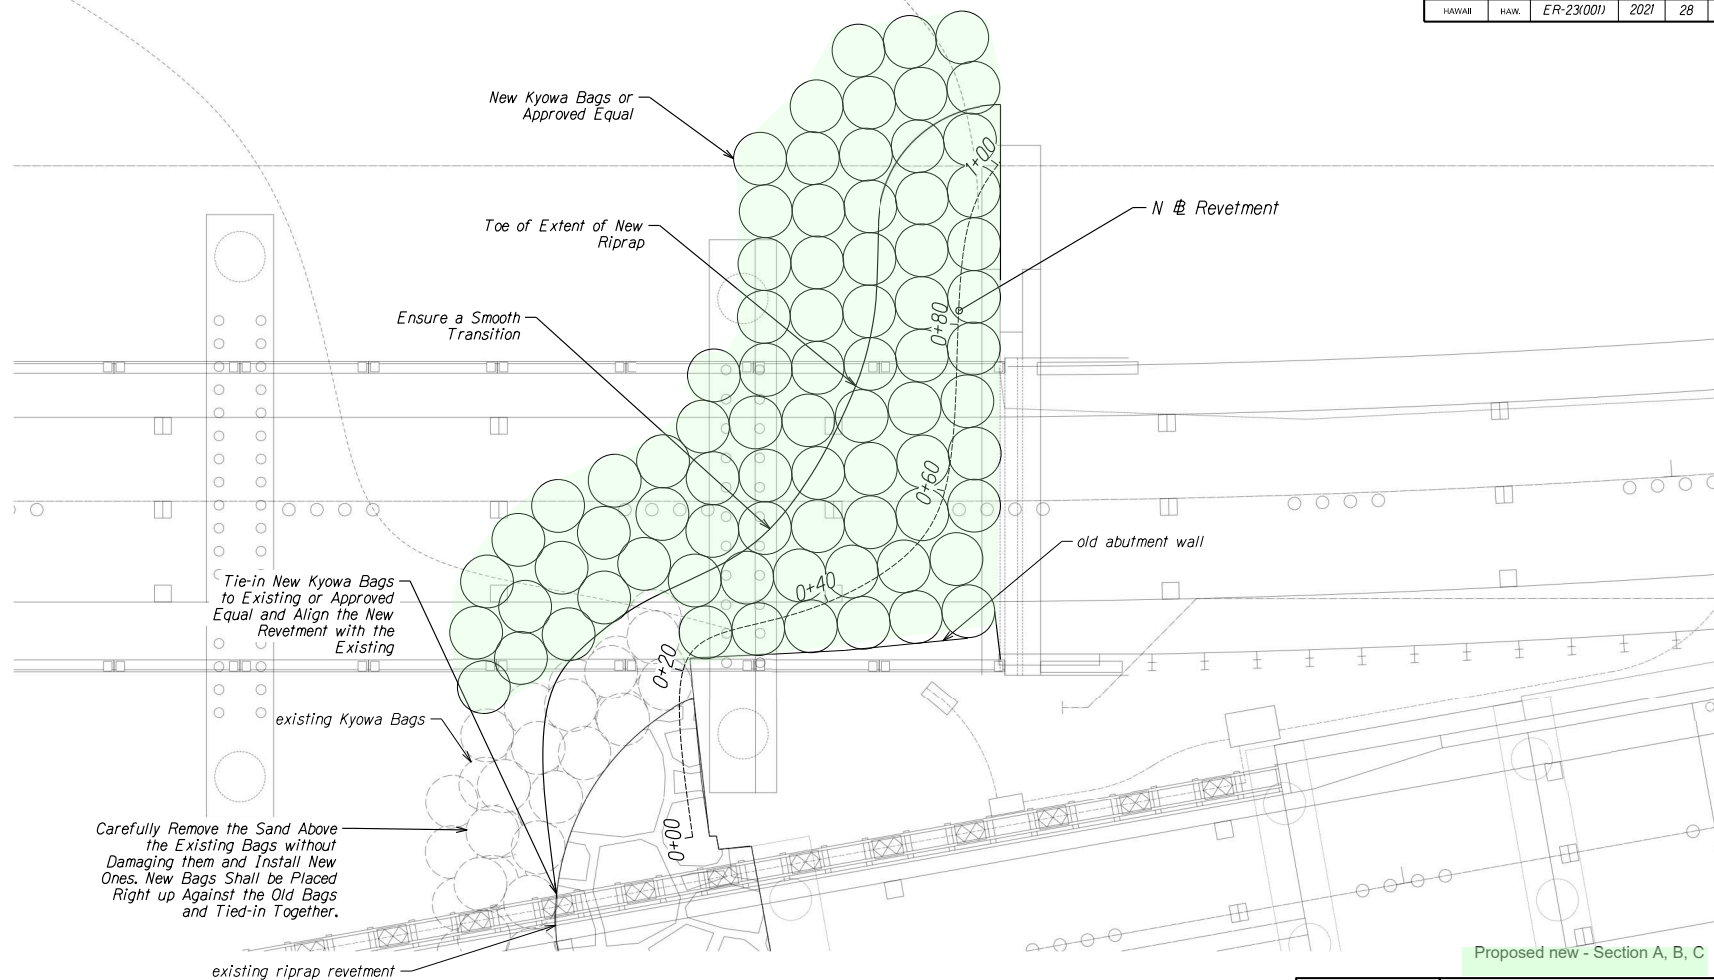 HAWAII HAW. ER-23(001) 2021 28
New Kyowa Bags or
Approved Equal
1+00
N ⅊ Revetment
Toe of Extent of New
Riprap
Ensure a Smooth
Transition
0+80
0+60
old abutment wall
0+40
Tie-in New Kyowa Bags
to Existing or Approved
Equal and Align the New
Revetment with the
Existing
0+20
existing Kyowa Bags
0+00
Carefully Remove the Sand Above
the Existing Bags without
Damaging them and Install New
Ones. New Bags Shall be Placed
Right up Against the Old Bags
and Tied-in Together.
Proposed new - Section A, B, C
existing riprap revetment